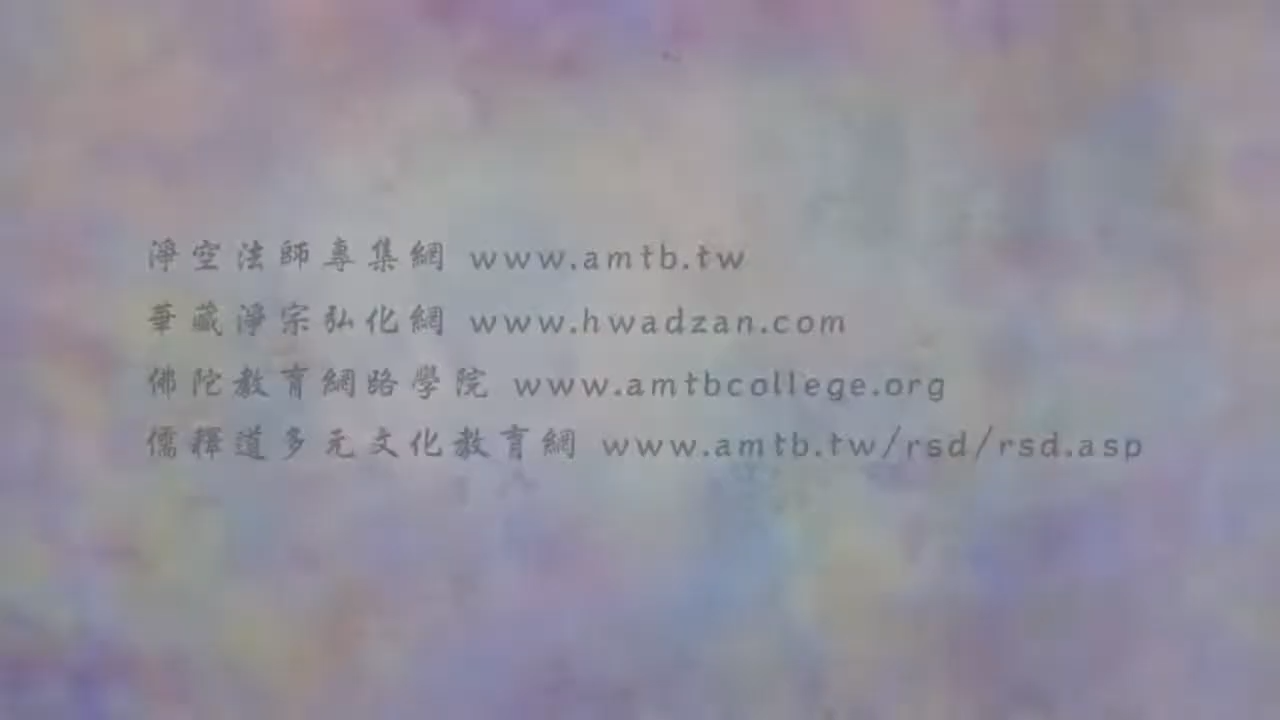 淨空法師專集網 www.amtb.tw
華藏淨宗弘化網 www.hwadzan.com
佛陀教育網路學院 www.amtbcollege.org
儒釋道多元文化教育網 www.amtb.tw/rsd/rsd.asp